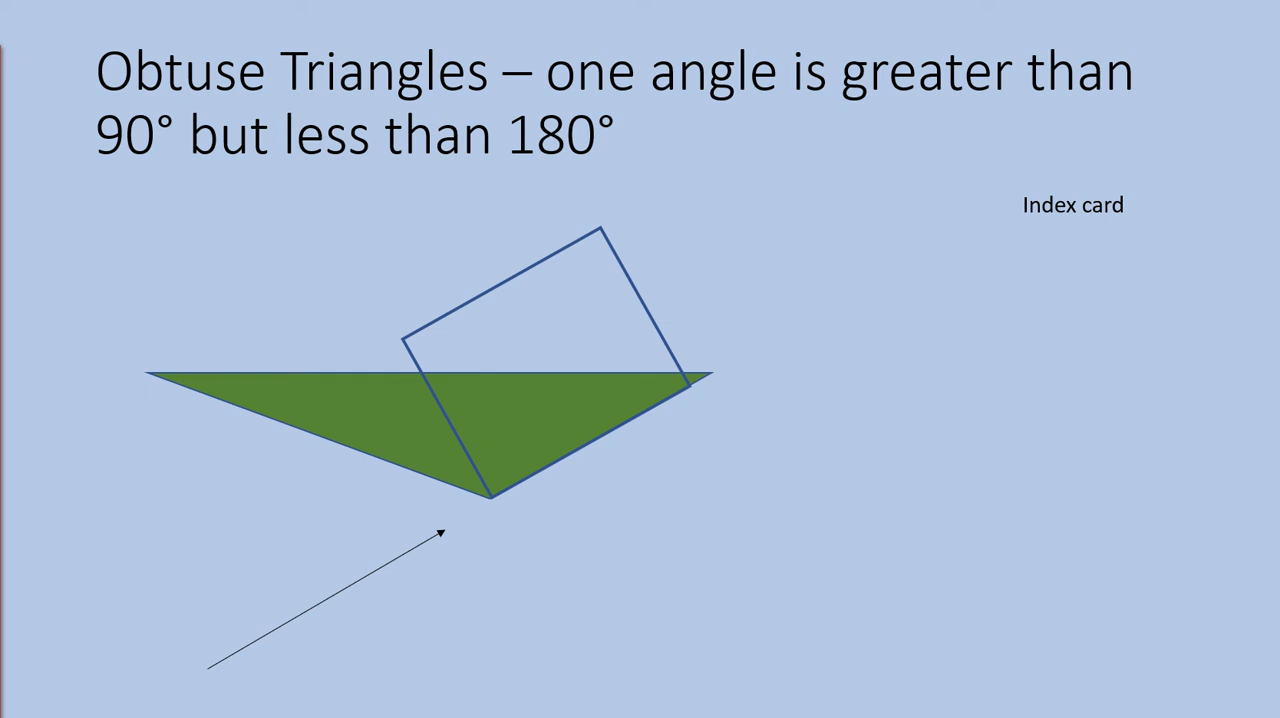 Obtuse Triangles – one angle is greater than
90° but less than 180°
Index card